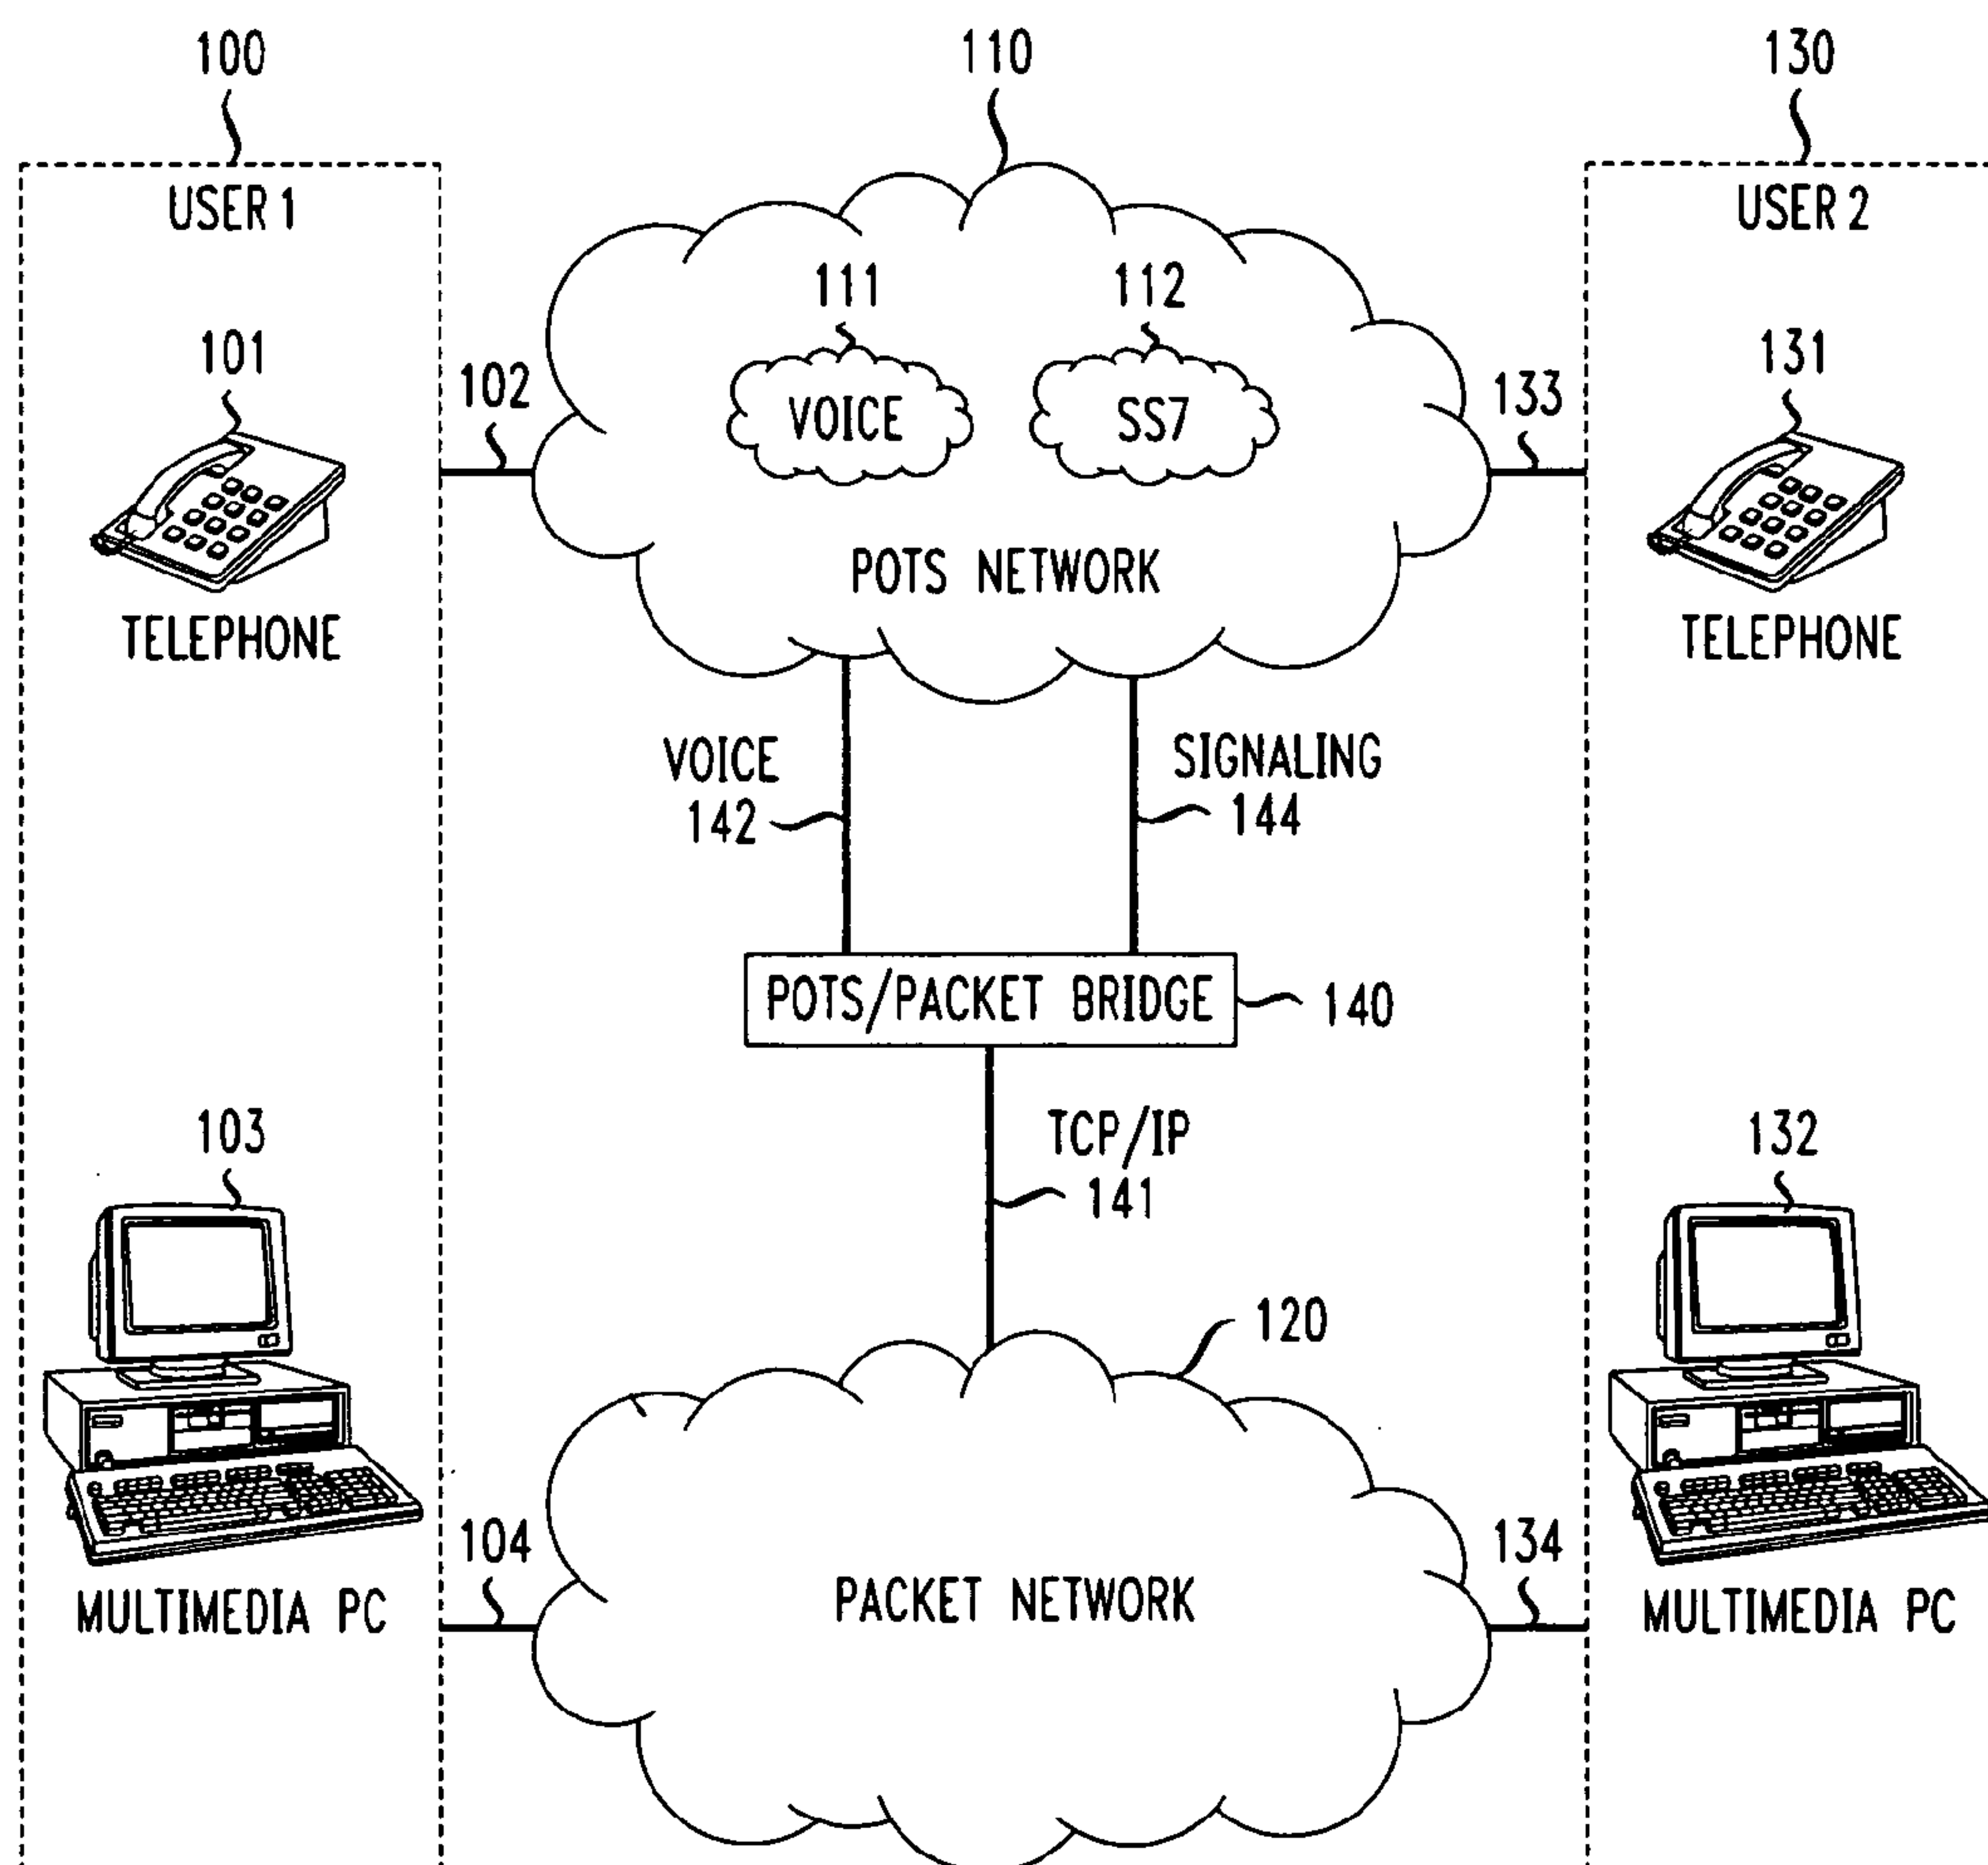 100
110
130
USER 1
USER 2
111
112
101
102
133
131
VOICE
SS7
POTS NETWORK
TELEPHONE
TELEPHONE
VOICE
142
SIGNALING
144
POTS/PACKET BRIDGE
140
103
TCP/IP
141
132
120
104
134
MULTIMEDIA PC
PACKET NETWORK
MULTIMEDIA PC